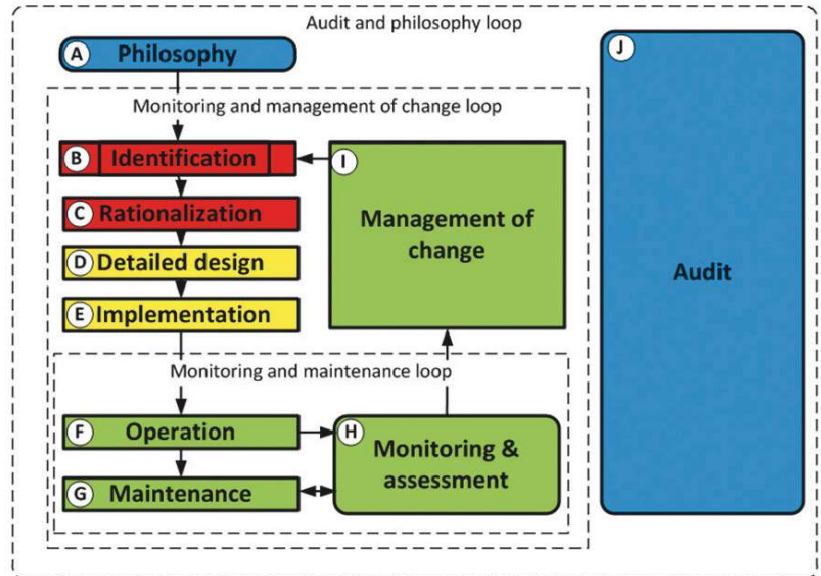 Audit and philosophy loop
A Philosophy
J
Monitoring and management of change loop
B Identification
I
C Rationalization
Management of
change
D Detailed design
Audit
E Implementation
Monitoring and maintenance loop
F Operation
H
Monitoring &
assessment
G Maintenance